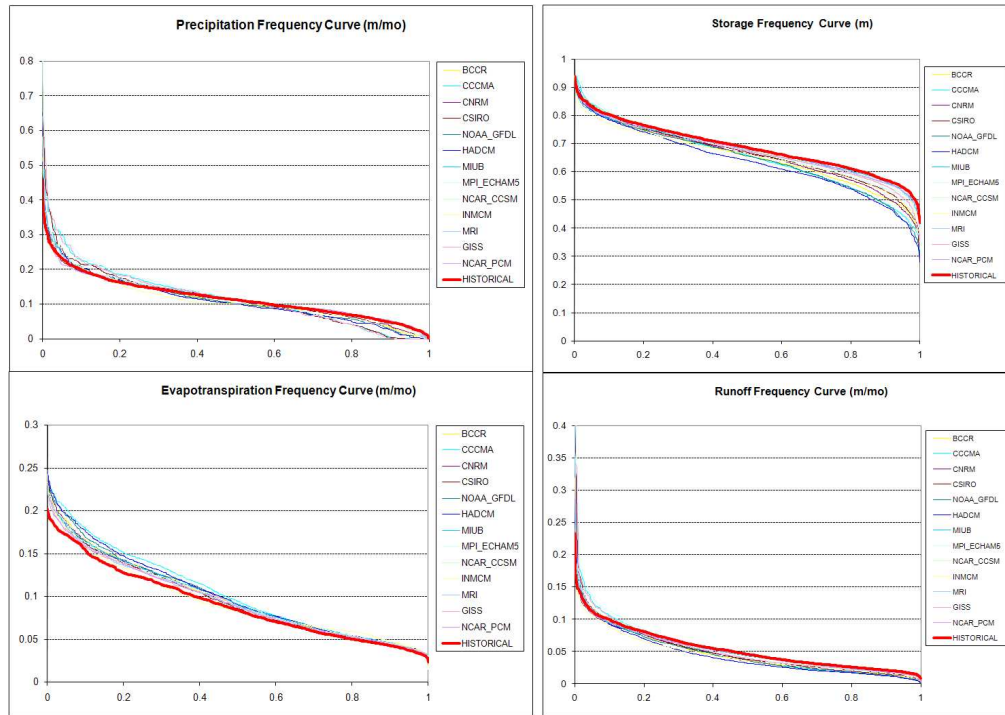 Precipitation Frequency Curve (m/mo)
0.8
0.7
0.6
0.5
0.4
0.3
0.2
0.1
0
0
0.2
0.4
0.6
0.8
1
BCCR
CCCMA
CNRM
CSIRO
NOAA_GFDL
HADCM
MIUB
MPI_ECHAM5
NCAR_CCSM
INMCM
MRI
GISS
NCAR_PCM
HISTORICAL
Storage Frequency Curve (m)
1
0.9
0.8
0.7
0.6
0.5
0.4
0.3
0.2
0.1
0
0
0.2
0.4
0.6
0.8
1
BCCR
CCCMA
CNRM
CSIRO
NOAA_GFDL
HADCM
MIUB
MPI_ECHAM5
NCAR_CCSM
INMCM
MRI
GISS
NCAR_PCM
HISTORICAL
Evapotranspiration Frequency Curve (m/mo)
0.3
0.25
0.2
0.15
0.1
0.05
0
0
0.2
0.4
0.6
0.8
1
BCCR
CCCMA
CNRM
CSIRO
NOAA_GFDL
HADCM
MIUB
MPI_ECHAM5
NCAR_CCSM
INMCM
MRI
GISS
NCAR_PCM
HISTORICAL
Runoff Frequency Curve (m/mo)
0.4
0.35
0.3
0.25
0.2
0.15
0.1
0.05
0
0
0.2
0.4
0.6
0.8
1
BCCR
CCCMA
CNRM
CSIRO
NOAA_GFDL
HADCM
MIUB
MPI_ECHAM5
NCAR_CCSM
INMCM
MRI
GISS
NCAR_PCM
HISTORICAL